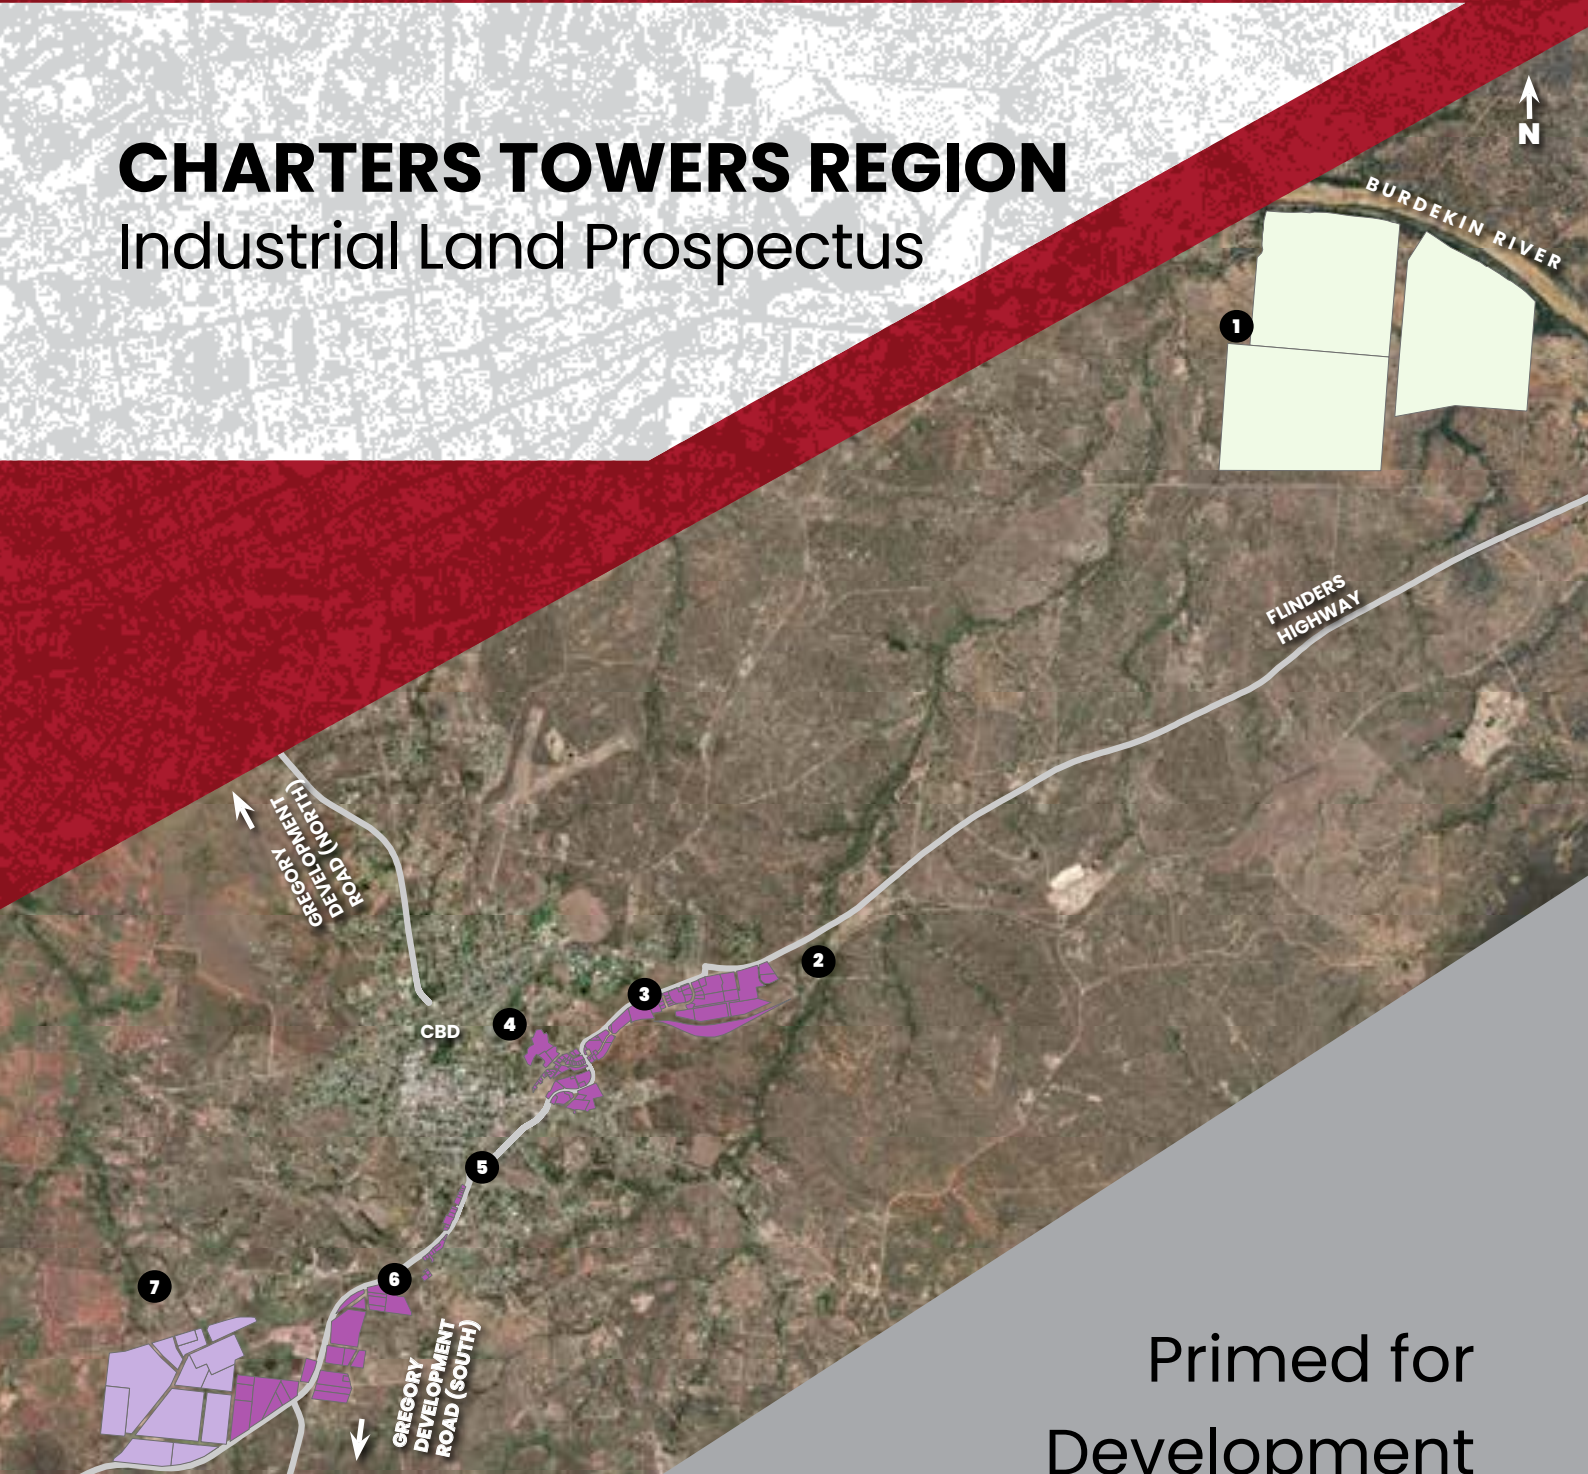 CHARTERS TOWERS REGION
Industrial Land Prospectus
N
BURDEKIN RIVER
1
FLINDERS
HIGHWAY
GREGORY
DEVELOPMENT
ROAD (NORTH)
2
3
4
CBD
5
6
7
GREGORY
DEVELOPMENT
ROAD (SOUTH)
Primed for
Development